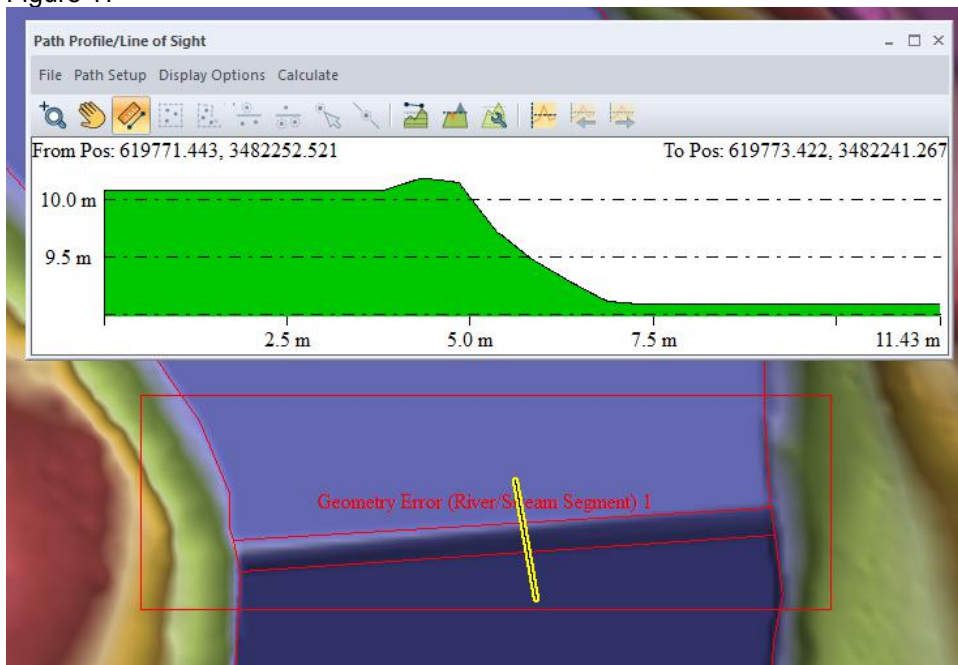 Figure 17
Path Profile/Line of Sight
File Path Setup Display Options Calculate
From Pos: 619771.443, 3482252.521 To Pos: 619773.422, 3482241.267
10.0 m
9.5 m
2.5 m 5.0 m 7.5 m 11.43 m
Geometry Error (River/Stream Segment) 1